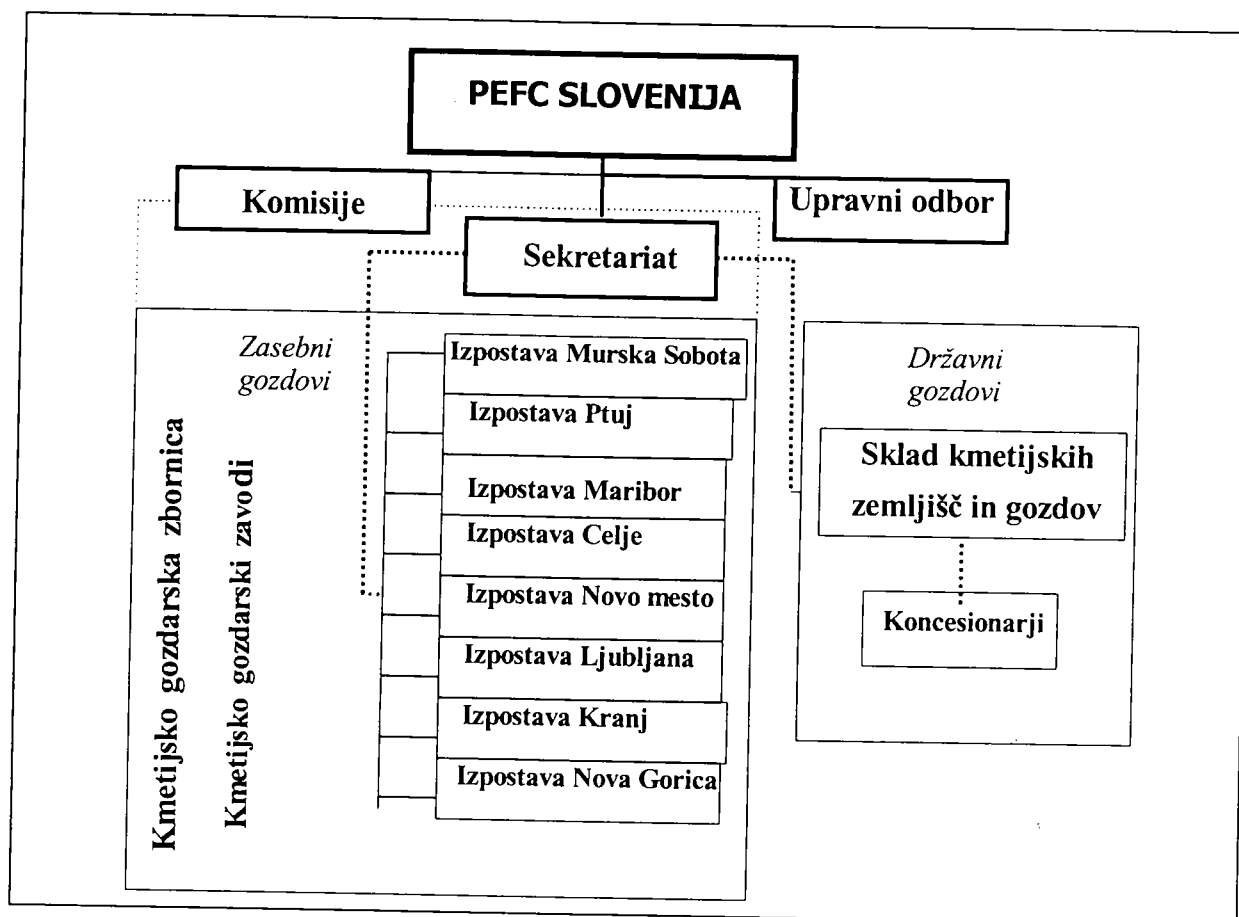 PEFC SLOVENIJA
Komisije
Upravni odbor
Sekretariat
Zasebni
gozdovi
Kmetijsko gozdarska zbornica
Kmetijsko gozdarski zavodi
Izpostava Murska Sobota
Izpostava Ptuj
Izpostava Maribor
Izpostava Celje
Izpostava Novo mesto
Izpostava Ljubljana
Izpostava Kranj
Izpostava Nova Gorica
Državni
gozdovi
Sklad kmetijskih
zemljišč in gozdov
Koncesionarji